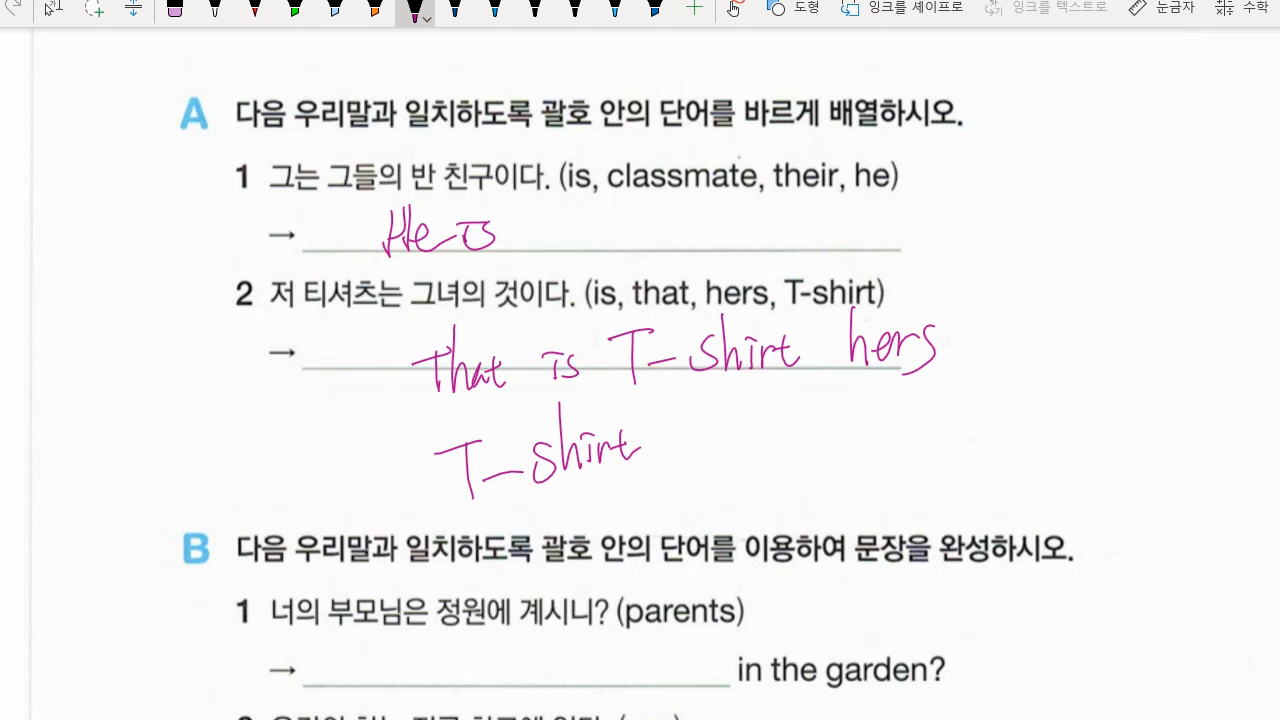 도형 잉크를 셰이프로 잉크를 텍스트로 눈금자 수학
A 다음 우리말과 일치하도록 괄호 안의 단어를 바르게 배열하시오.
1 그는 그들의 반 친구이다. (is, classmate, their, he)
→ He is
2 저 티셔츠는 그녀의 것이다. (is, that, hers, T-shirt)
→ That is T-shirt hers
T-shirt
B 다음 우리말과 일치하도록 괄호 안의 단어를 이용하여 문장을 완성하시오.
1 너의 부모님은 정원에 계시니? (parents)
→ in the garden?